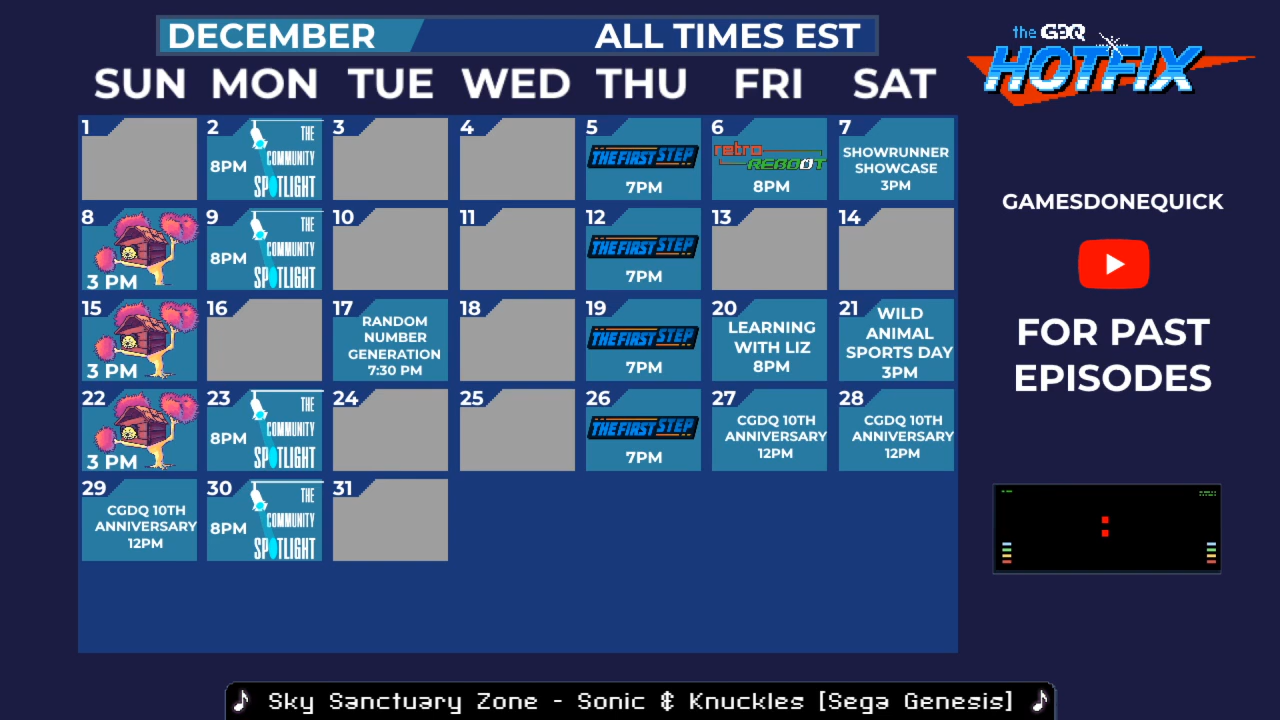 DECEMBER ALL TIMES EST
the GDQ
HOTFIX
SUN MON TUE WED THU FRI SAT
1 2 3 4 5 6 7
8PM THE COMMUNITY SPOTLIGHT
THE FIRST STEP
7PM
retro REBOOT
8PM
SHOWRUNNER
SHOWCASE
3PM
8 9 10 11 12 13 14
3 PM
8PM THE COMMUNITY SPOTLIGHT
THE FIRST STEP
7PM
15 16 17 18 19 20 21
3 PM
RANDOM
NUMBER
GENERATION
7:30 PM
THE FIRST STEP
7PM
LEARNING
WITH LIZ
8PM
WILD
ANIMAL
SPORTS DAY
3PM
22 23 24 25 26 27 28
3 PM
8PM THE COMMUNITY SPOTLIGHT
THE FIRST STEP
7PM
CGDQ 10TH
ANNIVERSARY
12PM
CGDQ 10TH
ANNIVERSARY
12PM
29 30 31
CGDQ 10TH
ANNIVERSARY
12PM
8PM THE COMMUNITY SPOTLIGHT
GAMESDONEQUICK
FOR PAST
EPISODES
♪ Sky Sanctuary Zone - Sonic & Knuckles [Sega Genesis] ♪